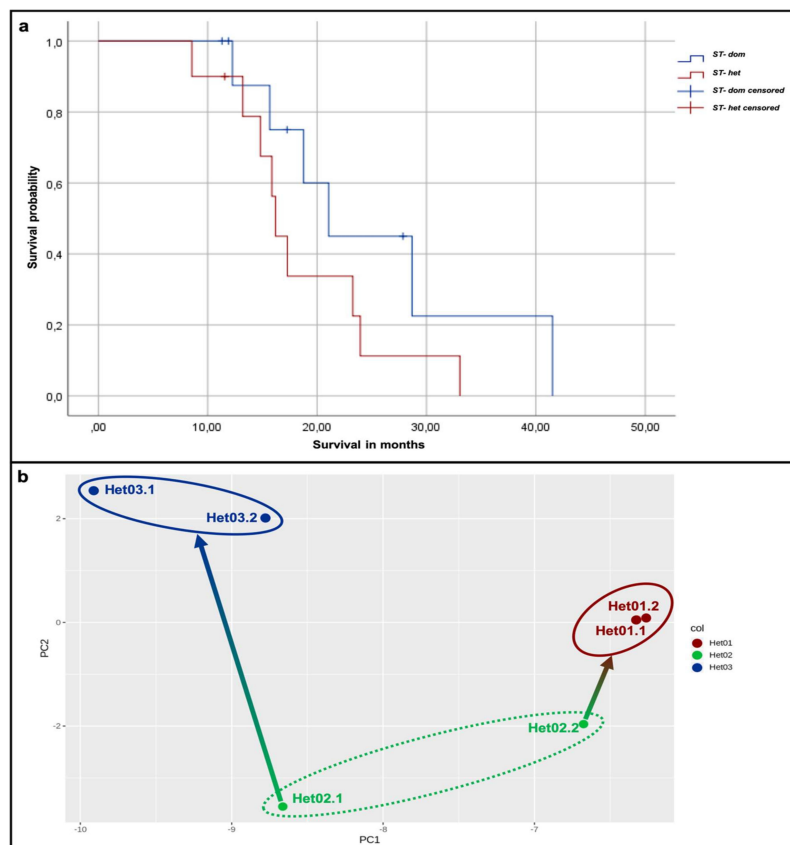 a
1,0
0,8
0,6
0,4
0,2
0,0
Survival probability
,00 10,00 20,00 30,00 40,00 50,00
Survival in months
ST- dom
ST- het
ST- dom censored
ST- het censored
b
Het03.1
Het03.2
Het01.2
Het01.1
Het02.2
Het02.1
2
0
-2
PC2
-10 -9 -8 -7
PC1
col
Het01
Het02
Het03